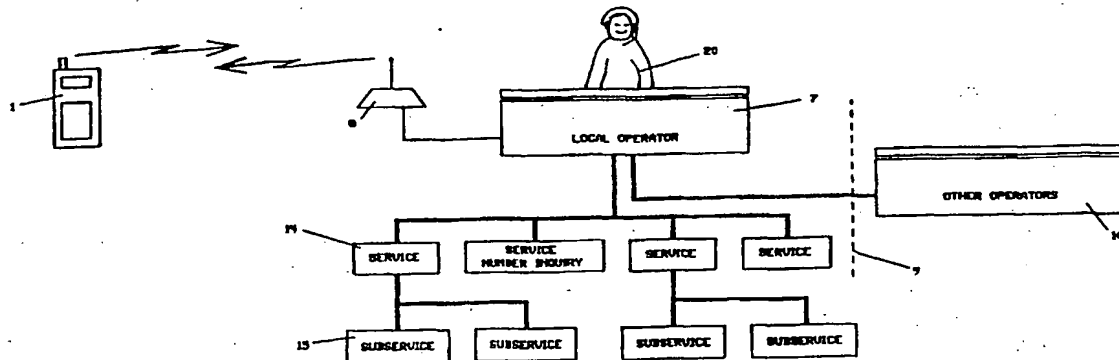 20
7
1
LOCAL OPERATOR
OTHER OPERATORS
14
SERVICE
SERVICE
NUMBER INQUIRY
SERVICE
SERVICE
9
15
SUBSERVICE
SUBSERVICE
SUBSERVICE
SUBSERVICE